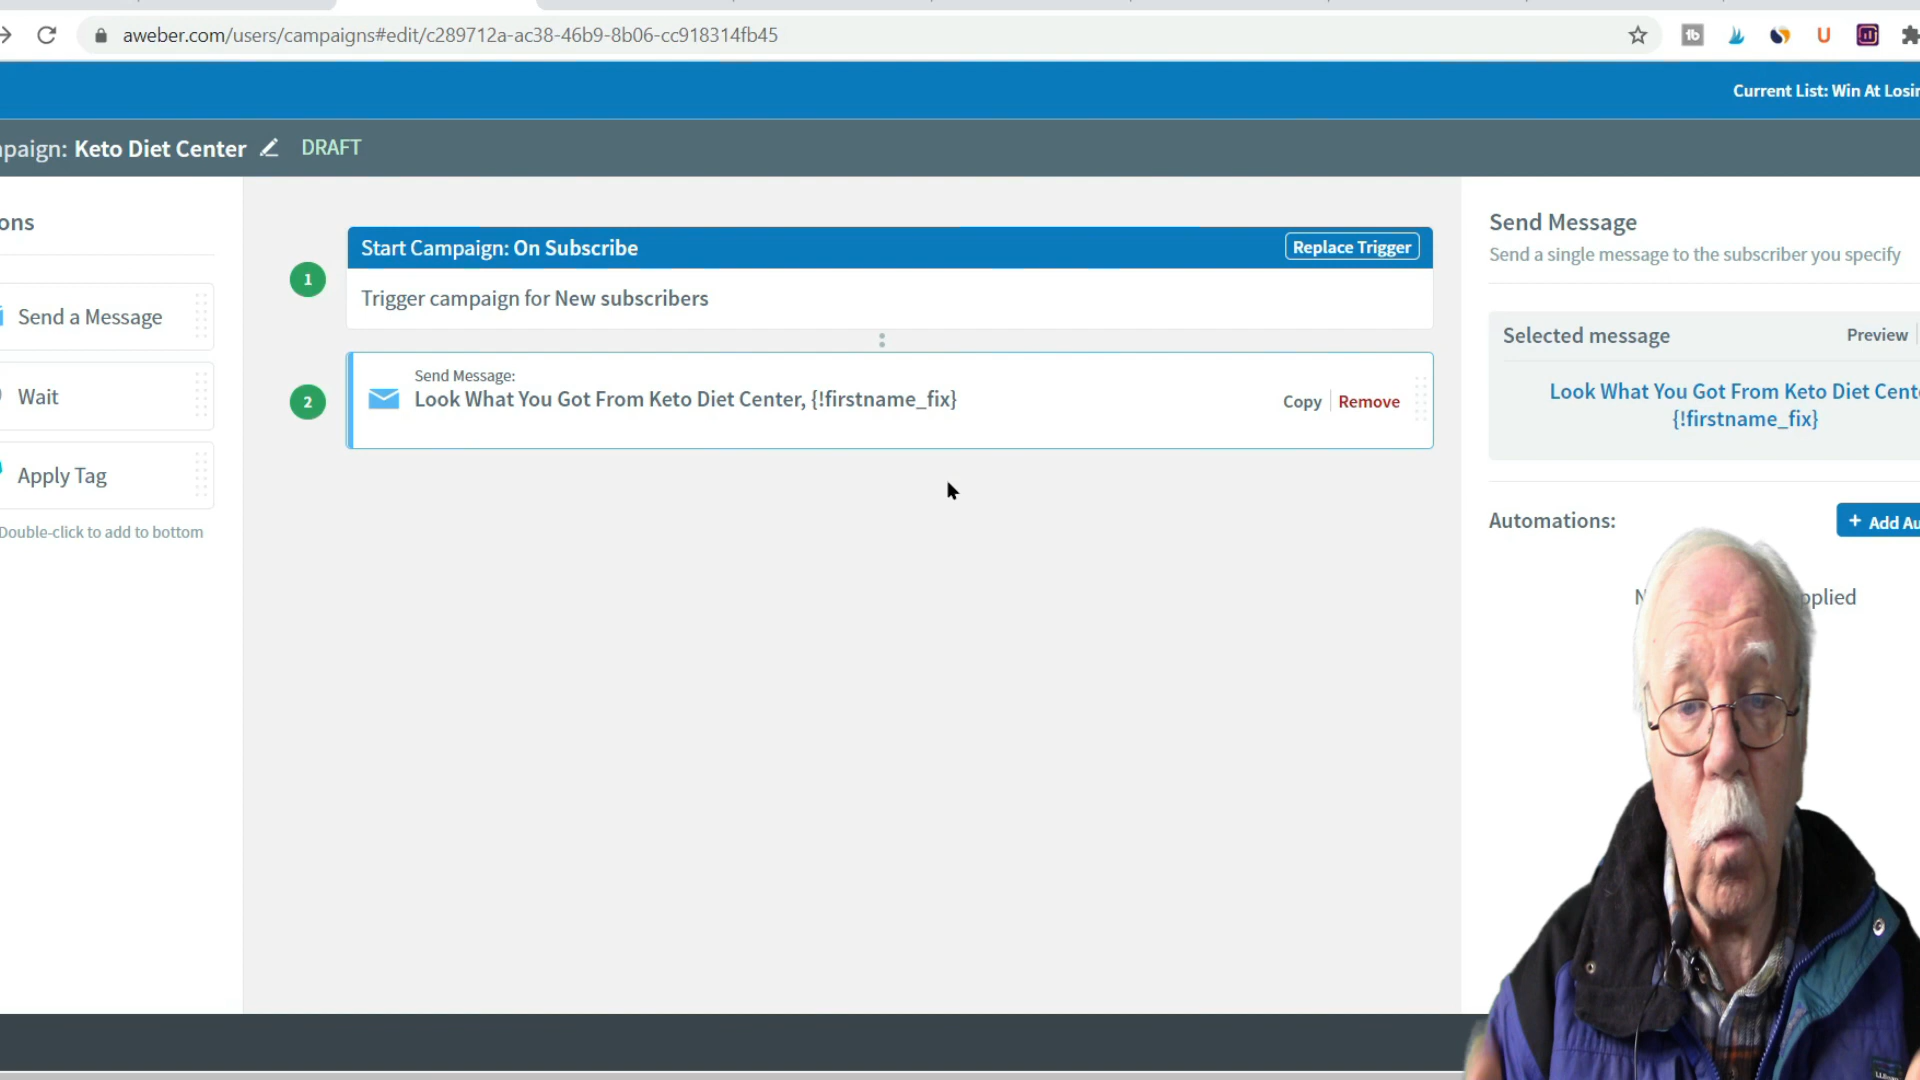 aweber.com/users/campaigns#edit/c289712a-ac38-46b9-8b06-cc918314fb45
Current List: Win At Losin
paign: Keto Diet Center DRAFT
ons
Send a Message
Wait
Apply Tag
Double-click to add to bottom
1
Start Campaign: On Subscribe
Replace Trigger
Trigger campaign for New subscribers
2
Send Message:
Look What You Got From Keto Diet Center, {!firstname_fix}
Copy Remove
Send Message
Send a single message to the subscriber you specify
Selected message Preview
Look What You Got From Keto Diet Cente
{!firstname_fix}
Automations: + Add Au
N pplied